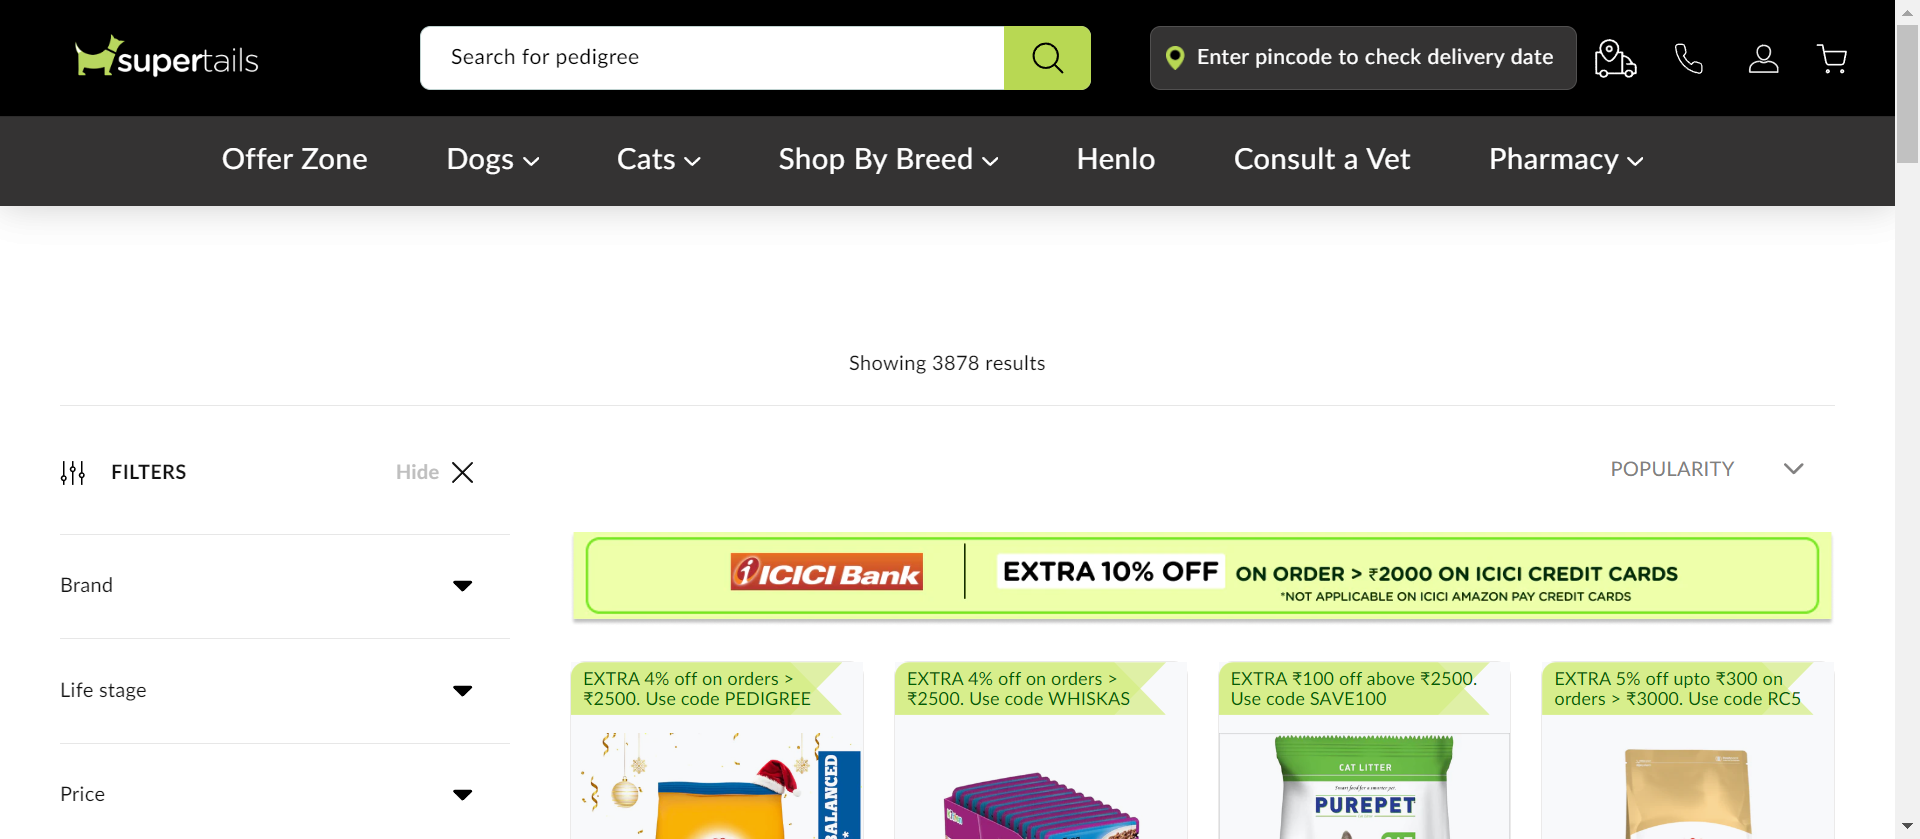 supertails
Search for pedigree
Enter pincode to check delivery date
Offer Zone
Dogs
Cats
Shop By Breed
Henlo
Consult a Vet
Pharmacy
Showing 3878 results
FILTERS
Hide
POPULARITY
Brand
Life stage
Price
ICICI Bank
EXTRA 10% OFF
ON ORDER > ₹2000 ON ICICI CREDIT CARDS
*NOT APPLICABLE ON ICICI AMAZON PAY CREDIT CARDS
EXTRA 4% off on orders >
₹2500. Use code PEDIGREE
EXTRA 4% off on orders >
₹2500. Use code WHISKAS
EXTRA ₹100 off above ₹2500.
Use code SAVE100
EXTRA 5% off upto ₹300 on
orders > ₹3000. Use code RC5
BALANCED
CAT LITTER
PUREPET